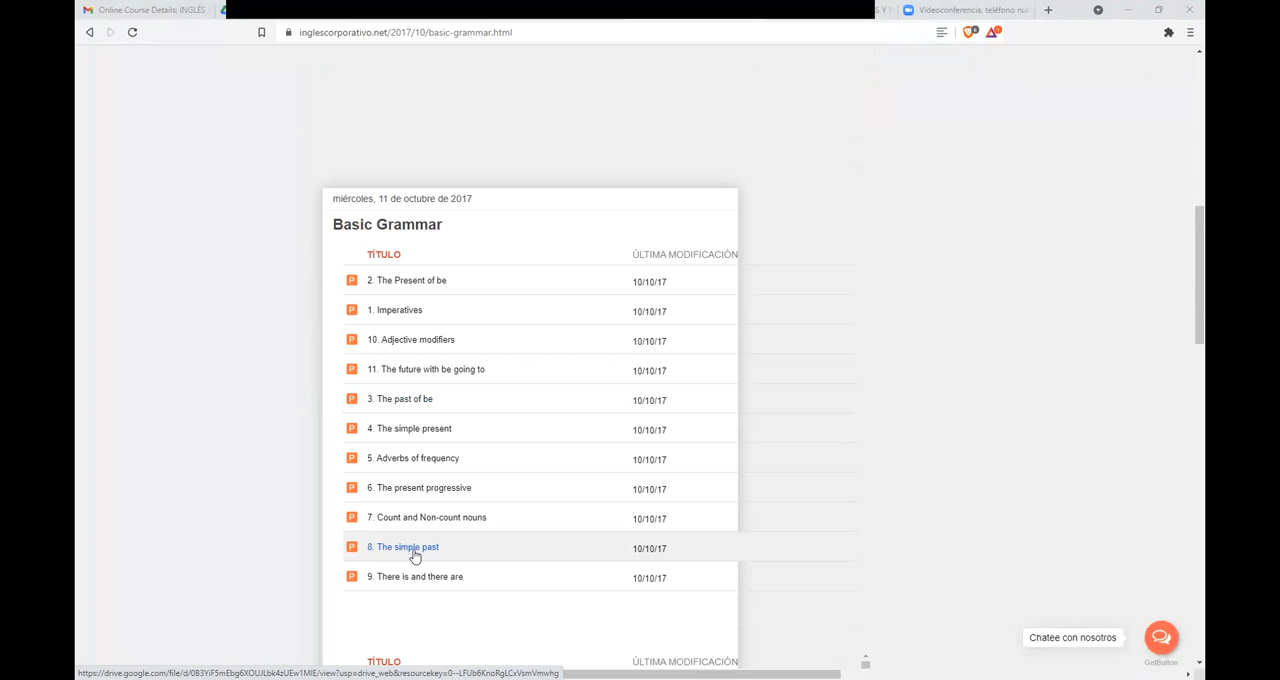 Online Course Details: INGLÉS
S Y
Videoconferencia, teléfono nu
inglescorporativo.net/2017/10/basic-grammar.html
miércoles, 11 de octubre de 2017
Basic Grammar
TÍTULO ÚLTIMA MODIFICACIÓN
P 2. The Present of be 10/10/17
P 1. Imperatives 10/10/17
P 10. Adjective modifiers 10/10/17
P 11. The future with be going to 10/10/17
P 3. The past of be 10/10/17
P 4. The simple present 10/10/17
P 5. Adverbs of frequency 10/10/17
P 6. The present progressive 10/10/17
P 7. Count and Non-count nouns 10/10/17
P 8. The simple past 10/10/17
P 9. There is and there are 10/10/17
Chatee con nosotros
GetButton
TÍTULO ÚLTIMA MODIFICACIÓN
https://drive.google.com/file/d/0B3YiF5mEbg6XOUJLbk4zUEw1MlE/view?usp=drive_web&resourcekey=0--LFUb6KnoRgLCxVsmVmwhg